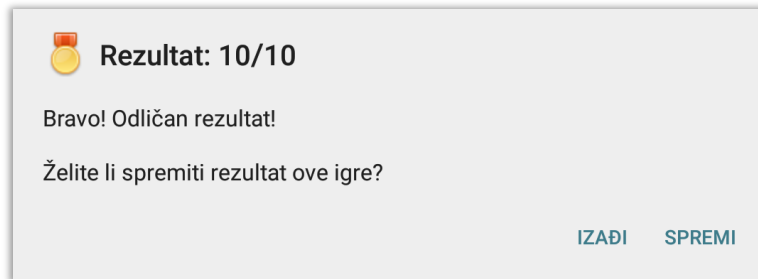 Rezultat: 10/10
Bravo! Odličan rezultat!
Želite li spremiti rezultat ove igre?
IZAĐI SPREMI